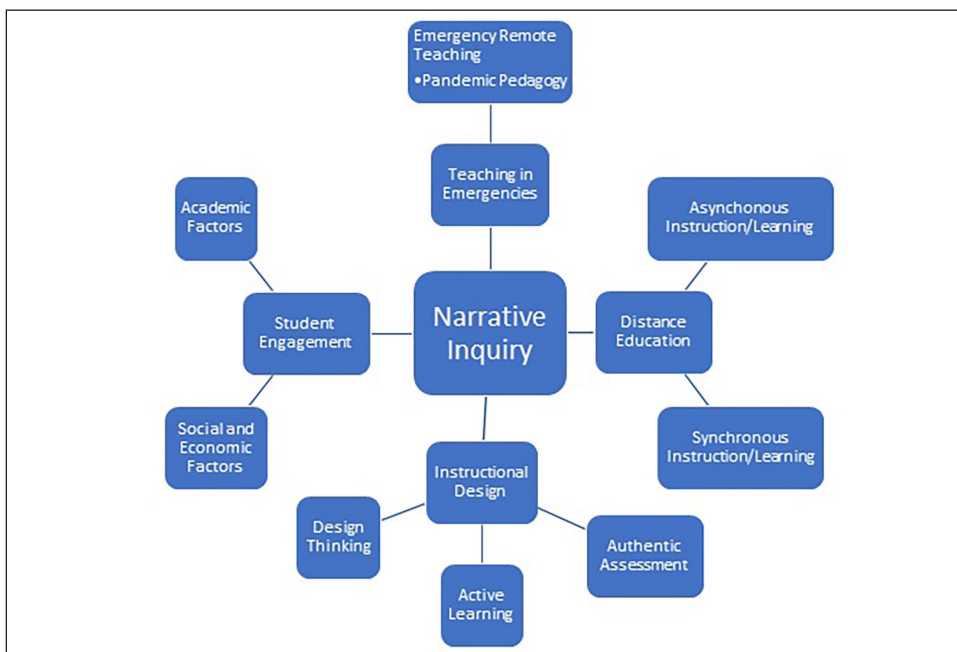 Emergency Remote
Teaching
•Pandemic Pedagogy
Teaching in
Emergencies
Academic
Factors
Asynchonous
Instruction/Learning
Student
Engagement
Narrative
Inquiry
Distance
Education
Social and
Economic
Factors
Synchronous
Instruction/Learning
Instructional
Design
Design
Thinking
Active
Learning
Authentic
Assessment